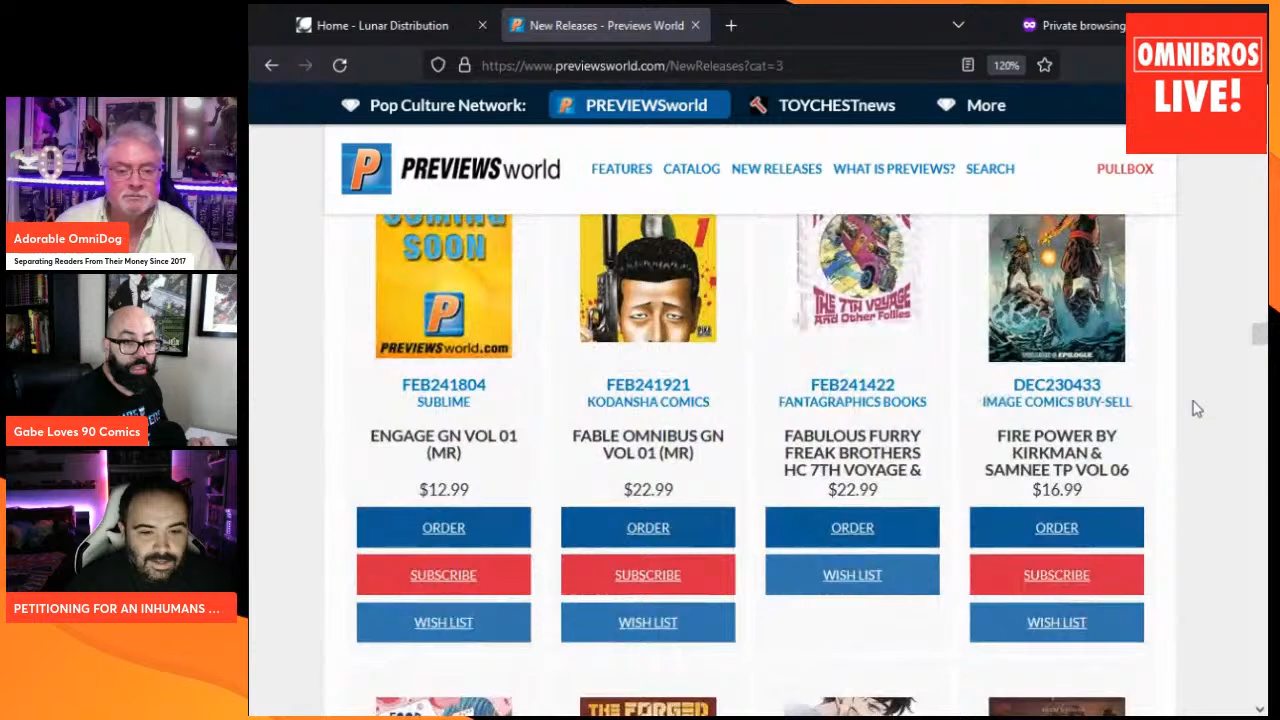 Home - Lunar Distribution
New Releases - Previews World
Private browsing
https://www.previewsworld.com/NewReleases?cat=3
120%
OMNIBROS
LIVE!
Pop Culture Network:
PREVIEWSworld
TOYCHESTnews
More
P
PREVIEWSworld
FEATURES
CATALOG
NEW RELEASES
WHAT IS PREVIEWS?
SEARCH
PULLBOX
Adorable OmniDog
Separating Readers From Their Money Since 2017
Gabe Loves 90 Comics
PETITIONING FOR AN INHUMANS ...
COMING
SOON
P
PREVIEWSworld.com
1
PIKA
THE 7TH VOYAGE
And Other Follies
VOLUME 6 EPILOGUE
FEB241804
SUBLIME
ENGAGE GN VOL 01
(MR)
$12.99
ORDER
SUBSCRIBE
WISH LIST
FEB241921
KODANSHA COMICS
FABLE OMNIBUS GN
VOL 01 (MR)
$22.99
ORDER
SUBSCRIBE
WISH LIST
FEB241422
FANTAGRAPHICS BOOKS
FABULOUS FURRY
FREAK BROTHERS
HC 7TH VOYAGE &
$22.99
ORDER
WISH LIST
DEC230433
IMAGE COMICS BUY-SELL
FIRE POWER BY
KIRKMAN &
SAMNEE TP VOL 06
$16.99
ORDER
SUBSCRIBE
WISH LIST
THE FORGED